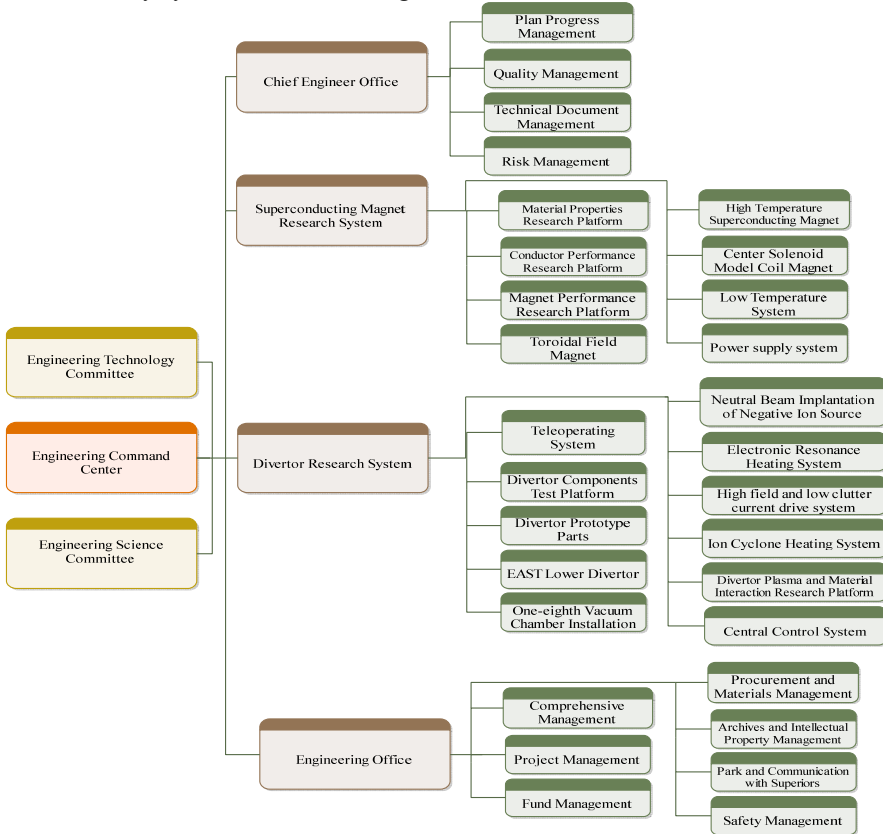 Plan Progress
Management
Chief Engineer Office
Quality Management
Technical Document
Management
Risk Management
Superconducting Magnet
Research System
Material Properties
Research Platform
Conductor Performance
Research Platform
Magnet Performance
Research Platform
Toroidal Field
Magnet
High Temperature
Superconducting Magnet
Center Solenoid
Model Coil Magnet
Low Temperature
System
Power supply system
Engineering Technology
Committee
Engineering Command
Center
Engineering Science
Committee
Divertor Research System
Teleoperating
System
Divertor Components
Test Platform
Divertor Prototype
Parts
EAST Lower Divertor
One-eighth Vacuum
Chamber Installation
Neutral Beam Implantation
of Negative Ion Source
Electronic Resonance
Heating System
High field and low clutter
current drive system
Ion Cyclone Heating System
Divertor Plasma and Material
Interaction Research Platform
Central Control System
Engineering Office
Comprehensive
Management
Project Management
Fund Management
Procurement and
Materials Management
Archives and Intellectual
Property Management
Park and Communication
with Superiors
Safety Management